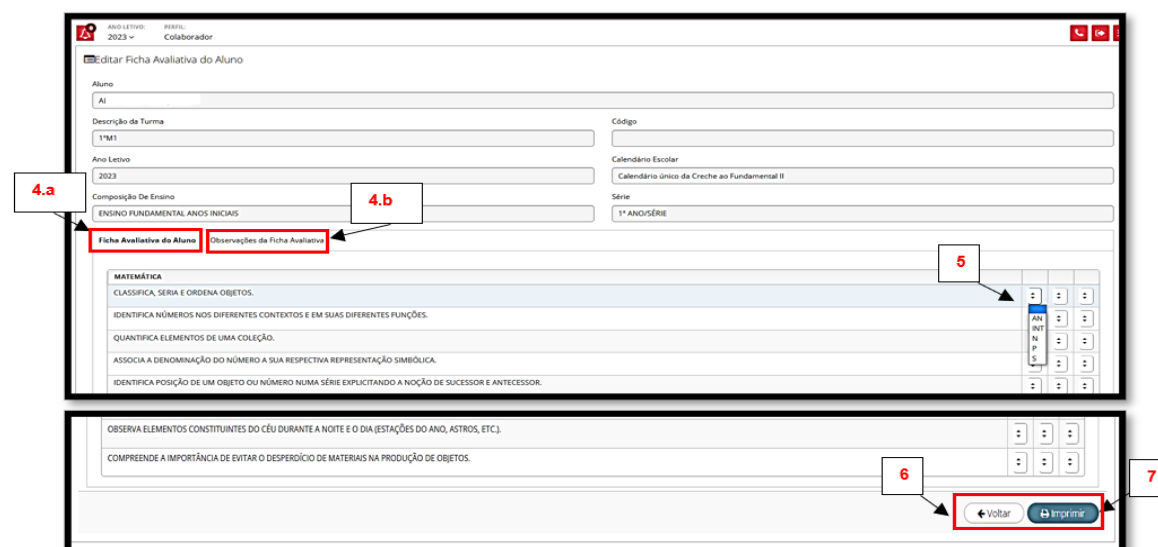 ANO LETIVO: PERFIL:
2023 Colaborador
Editar Ficha Avaliativa do Aluno
Aluno
Al
Descrição da Turma Código
1ºM1
Ano Letivo Calendário Escolar
2023 Calendário único da Creche ao Fundamental II
4.a
4.b
Composição De Ensino Série
ENSINO FUNDAMENTAL ANOS INICIAIS 1º ANO/SÉRIE
Ficha Avaliativa do Aluno Observações da Ficha Avaliativa
5
MATEMÁTICA
CLASSIFICA, SERIA E ORDENA OBJETOS.
IDENTIFICA NÚMEROS NOS DIFERENTES CONTEXTOS E EM SUAS DIFERENTES FUNÇÕES.
AN
INT
QUANTIFICA ELEMENTOS DE UMA COLEÇÃO.
N
P
ASSOCIA A DENOMINAÇÃO DO NÚMERO A SUA RESPECTIVA REPRESENTAÇÃO SIMBÓLICA.
S
IDENTIFICA POSIÇÃO DE UM OBJETO OU NÚMERO NUMA SÉRIE EXPLICITANDO A NOÇÃO DE SUCESSOR E ANTECESSOR.
OBSERVA ELEMENTOS CONSTITUINTES DO CÉU DURANTE A NOITE E O DIA (ESTAÇÕES DO ANO, ASTROS, ETC.).
COMPREENDE A IMPORTÂNCIA DE EVITAR O DESPERDÍCIO DE MATERIAIS NA PRODUÇÃO DE OBJETOS.
6
7
Voltar Imprimir